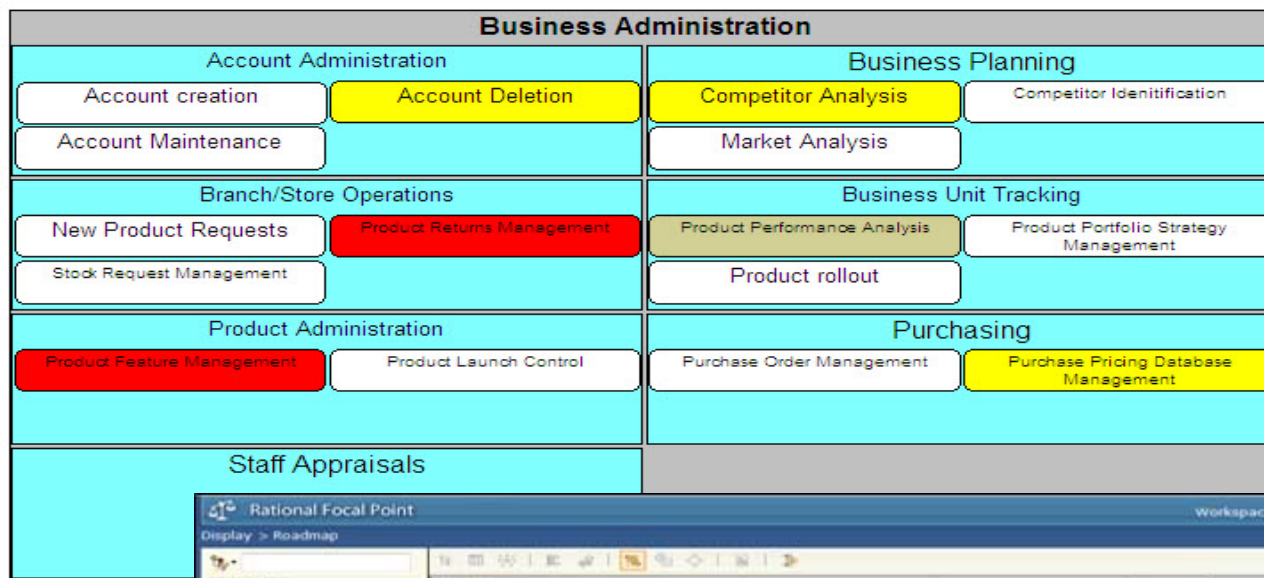 Business Administration
Account Administration
Business Planning
Account creation
Account Deletion
Competitor Analysis
Competitor Idenitification
Account Maintenance
Market Analysis
Branch/Store Operations
Business Unit Tracking
New Product Requests
Product Returns Management
Product Performance Analysis
Product Portfolio Strategy
Management
Stock Request Management
Product rollout
Product Administration
Purchasing
Product Feature Management
Product Launch Control
Purchase Order Management
Purchase Pricing Database
Management
Staff Appraisals
Rational Focal Point
Workspac
Display > Roadmap